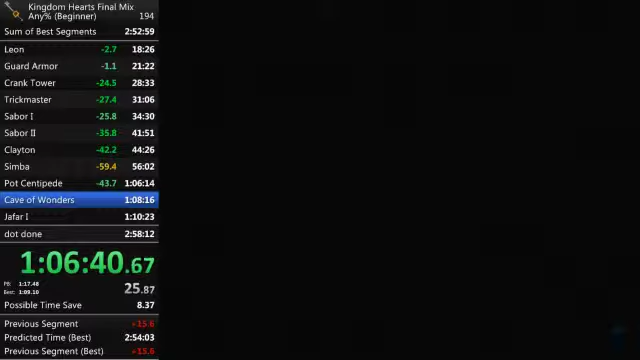 Kingdom Hearts Final Mix
Any% (Beginner) 194
Sum of Best Segments 2:52:59
Leon -2.7 18:26
Guard Armor -1.1 21:22
Crank Tower -24.5 28:33
Trickmaster -27.4 31:06
Sabor I -25.8 34:30
Sabor II -35.8 41:51
Clayton -42.2 44:26
Simba -59.4 56:02
Pot Centipede -43.7 1:06:14
Cave of Wonders 1:08:16
Jafar I 1:10:23
dot done 2:58:12
1:06:40.67
PB: 1:17.48
Best: 1:09.10
25.87
Possible Time Save 8.37
Previous Segment +15.6
Predicted Time (Best) 2:54:03
Previous Segment (Best) +15.6